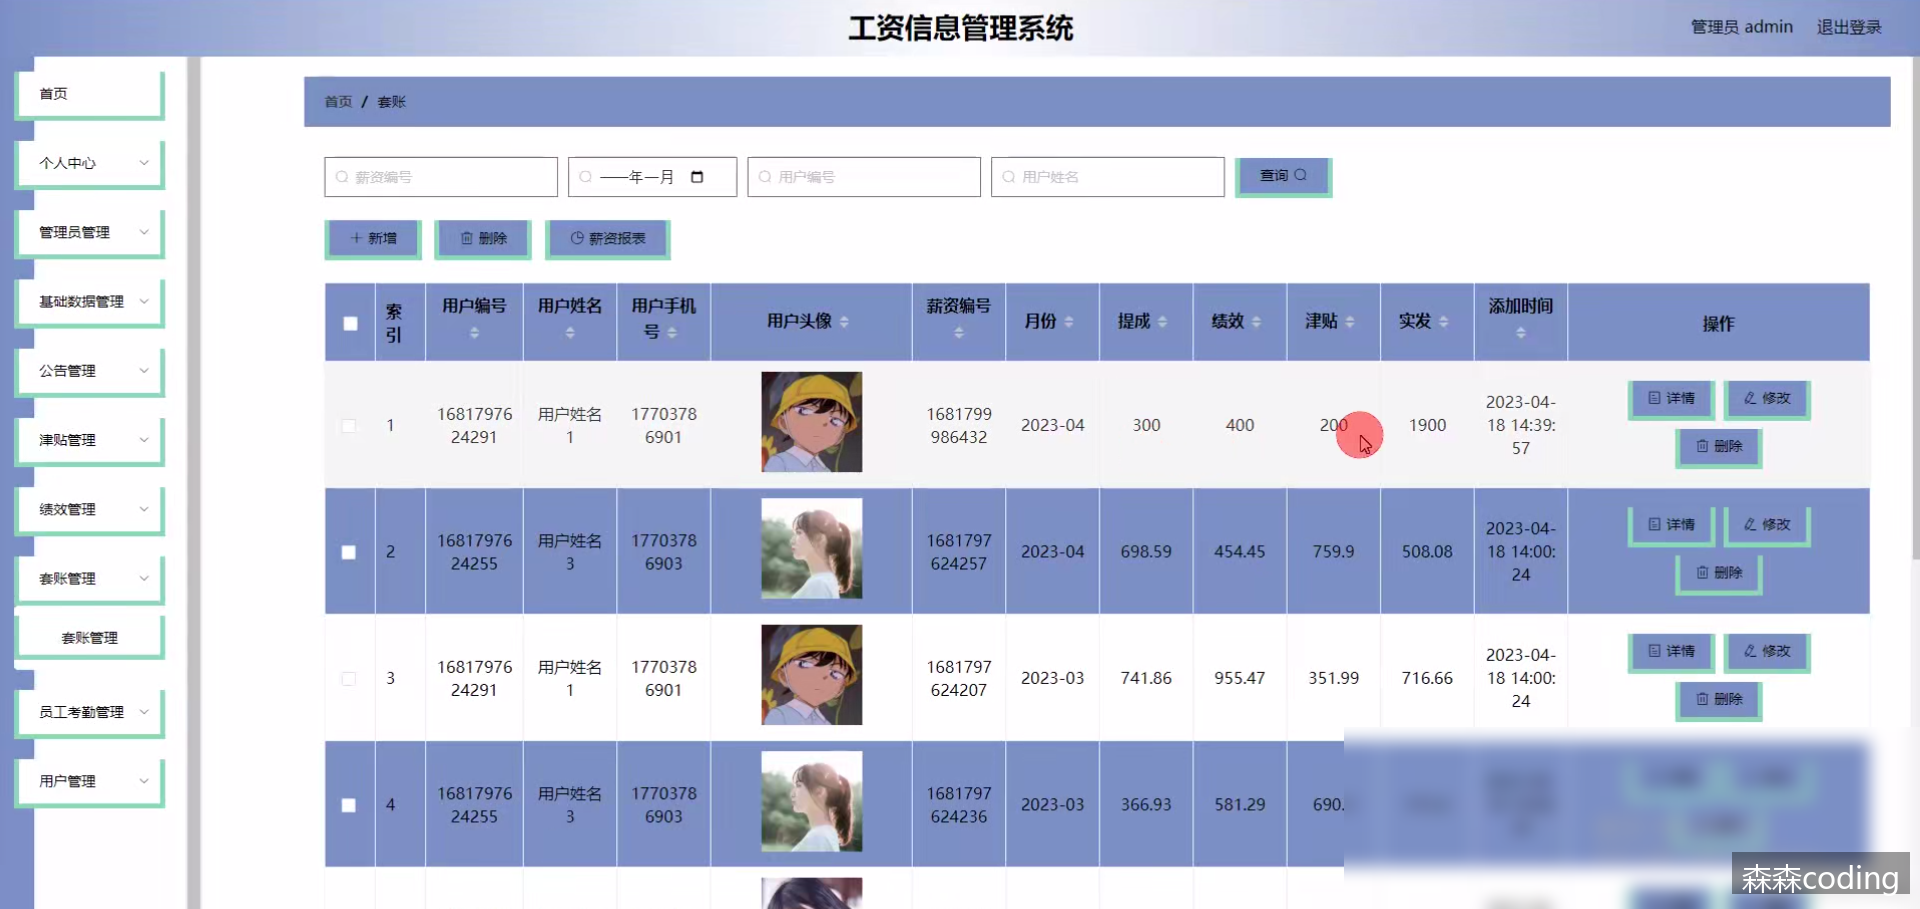 工资信息管理系统
管理员 admin 退出登录
首页
个人中心
管理员管理
基础数据管理
公告管理
津贴管理
绩效管理
套账管理
套账管理
员工考勤管理
用户管理
首页 / 套账
薪资编号
年 月
用户编号
用户姓名
查询
新增
删除
薪资报表
索引 用户编号 用户姓名 用户手机号 用户头像 薪资编号 月份 提成 绩效 津贴 实发 添加时间 操作
1 1681797624291 用户姓名1 17703786901 1681799986432 2023-04 300 400 200 1900 2023-04-18 14:39:57 详情 修改 删除
2 1681797624255 用户姓名3 17703786903 1681797624257 2023-04 698.59 454.45 759.9 508.08 2023-04-18 14:00:24 详情 修改 删除
3 1681797624291 用户姓名1 17703786901 1681797624207 2023-03 741.86 955.47 351.99 716.66 2023-04-18 14:00:24 详情 修改 删除
4 1681797624255 用户姓名3 17703786903 1681797624236 2023-03 366.93 581.29 690.
森森coding